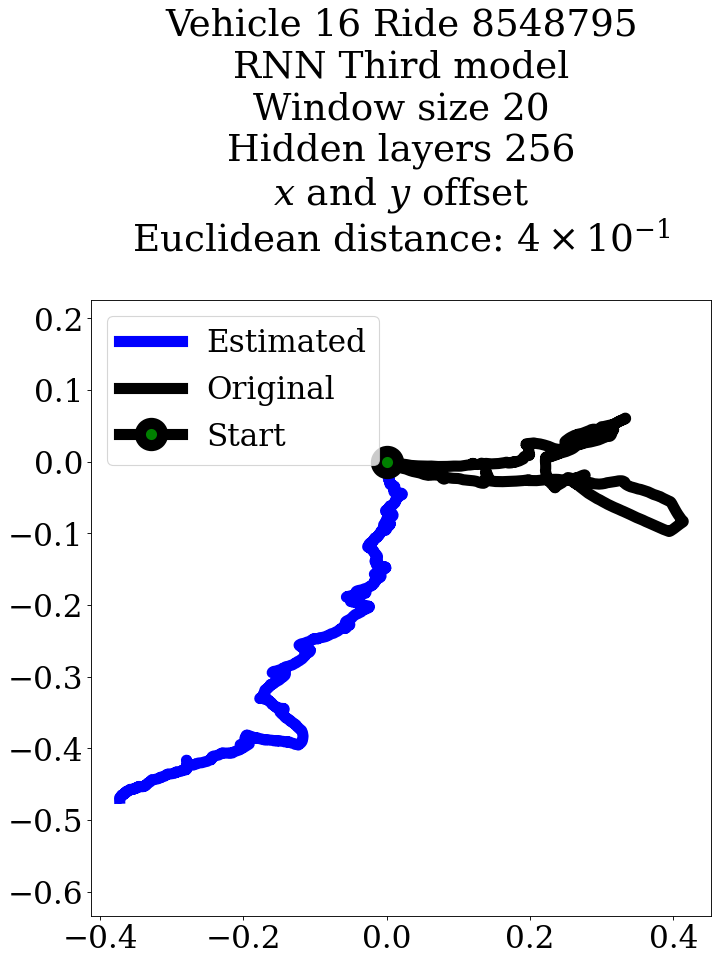 Vehicle 16 Ride 8548795
RNN Third model
Window size 20
Hidden layers 256
x and y offset
Euclidean distance: 4 × 10⁻¹
Estimated
Original
Start
0.2
0.1
0.0
−0.1
−0.2
−0.3
−0.4
−0.5
−0.6
−0.4 −0.2 0.0 0.2 0.4